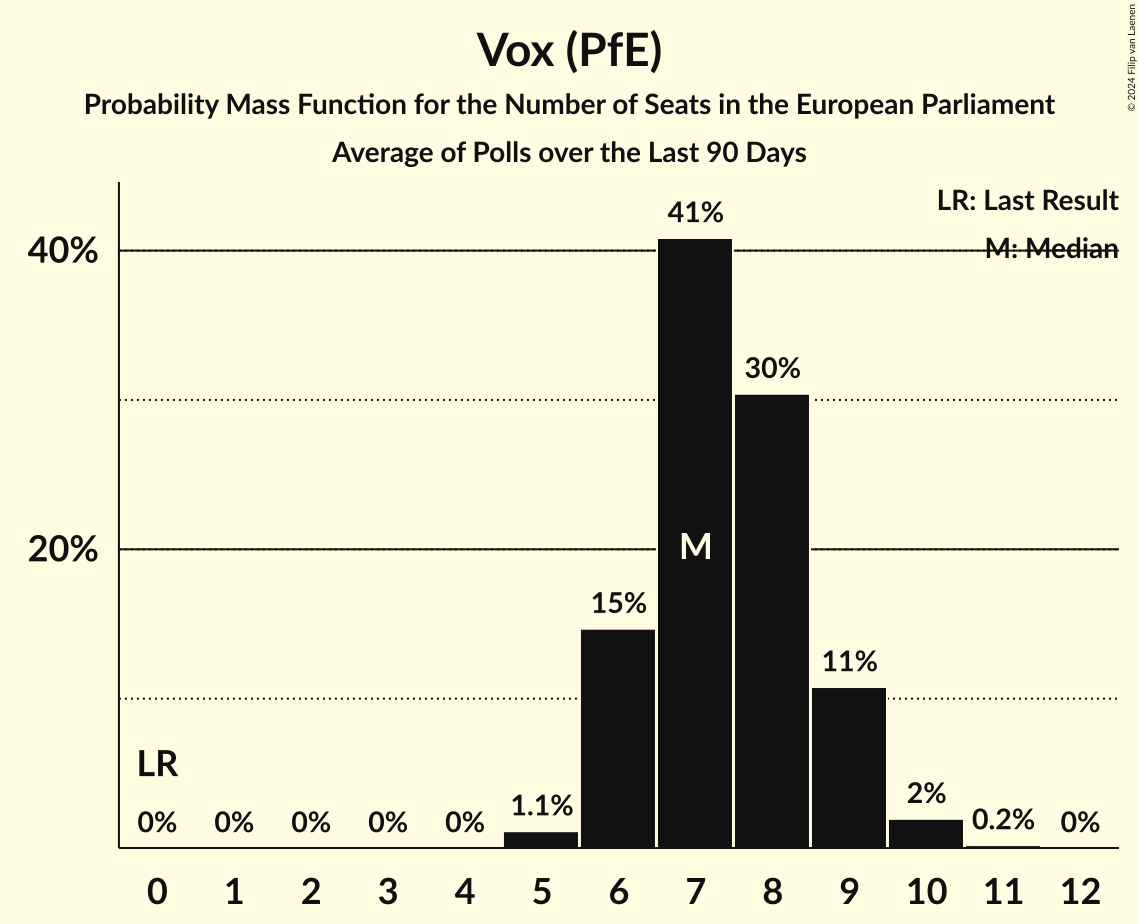 Vox (PfE)
Probability Mass Function for the Number of Seats in the European Parliament
Average of Polls over the Last 90 Days
© 2024 Filip van Laenen
LR: Last Result
M: Median
40%
20%
41%
30%
15%
11%
2%
1.1%
0.2%
0%
0%
0%
0%
0%
0%
LR
M
0 1 2 3 4 5 6 7 8 9 10 11 12